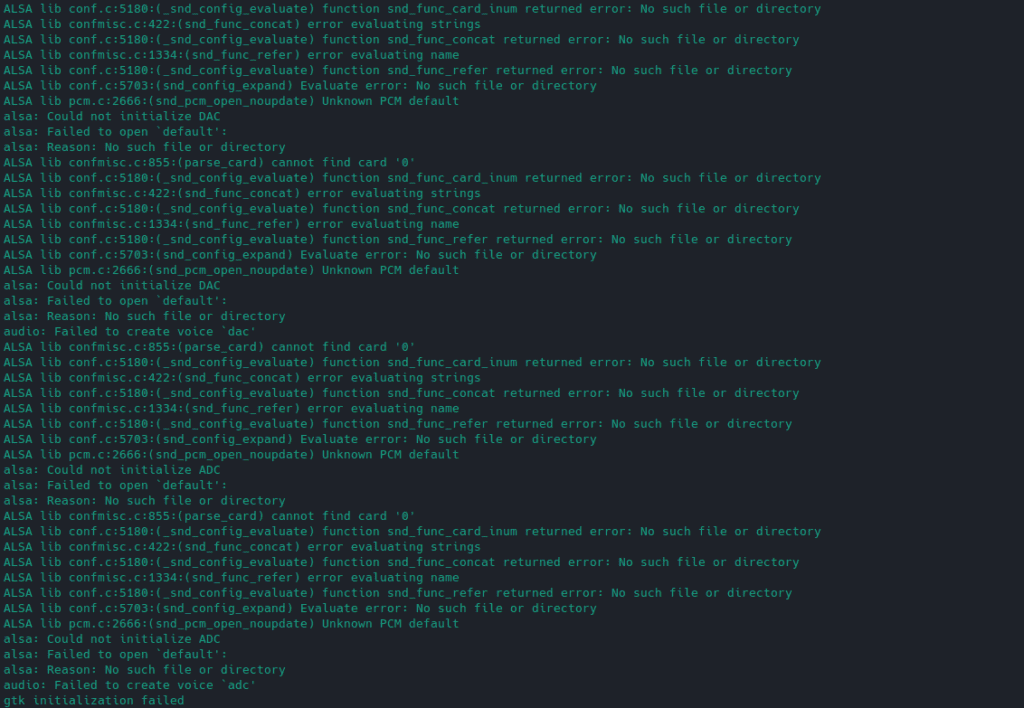 ALSA lib conf.c:5180:(_snd_config_evaluate) function snd_func_card_inum returned error: No such file or directory
ALSA lib confmisc.c:422:(snd_func_concat) error evaluating strings
ALSA lib conf.c:5180:(_snd_config_evaluate) function snd_func_concat returned error: No such file or directory
ALSA lib confmisc.c:1334:(snd_func_refer) error evaluating name
ALSA lib conf.c:5180:(_snd_config_evaluate) function snd_func_refer returned error: No such file or directory
ALSA lib conf.c:5703:(snd_config_expand) Evaluate error: No such file or directory
ALSA lib pcm.c:2666:(snd_pcm_open_noupdate) Unknown PCM default
alsa: Could not initialize DAC
alsa: Failed to open `default':
alsa: Reason: No such file or directory
ALSA lib confmisc.c:855:(parse_card) cannot find card '0'
ALSA lib conf.c:5180:(_snd_config_evaluate) function snd_func_card_inum returned error: No such file or directory
ALSA lib confmisc.c:422:(snd_func_concat) error evaluating strings
ALSA lib conf.c:5180:(_snd_config_evaluate) function snd_func_concat returned error: No such file or directory
ALSA lib confmisc.c:1334:(snd_func_refer) error evaluating name
ALSA lib conf.c:5180:(_snd_config_evaluate) function snd_func_refer returned error: No such file or directory
ALSA lib conf.c:5703:(snd_config_expand) Evaluate error: No such file or directory
ALSA lib pcm.c:2666:(snd_pcm_open_noupdate) Unknown PCM default
alsa: Could not initialize DAC
alsa: Failed to open `default':
alsa: Reason: No such file or directory
audio: Failed to create voice `dac'
ALSA lib confmisc.c:855:(parse_card) cannot find card '0'
ALSA lib conf.c:5180:(_snd_config_evaluate) function snd_func_card_inum returned error: No such file or directory
ALSA lib confmisc.c:422:(snd_func_concat) error evaluating strings
ALSA lib conf.c:5180:(_snd_config_evaluate) function snd_func_concat returned error: No such file or directory
ALSA lib confmisc.c:1334:(snd_func_refer) error evaluating name
ALSA lib conf.c:5180:(_snd_config_evaluate) function snd_func_refer returned error: No such file or directory
ALSA lib conf.c:5703:(snd_config_expand) Evaluate error: No such file or directory
ALSA lib pcm.c:2666:(snd_pcm_open_noupdate) Unknown PCM default
alsa: Could not initialize ADC
alsa: Failed to open `default':
alsa: Reason: No such file or directory
ALSA lib confmisc.c:855:(parse_card) cannot find card '0'
ALSA lib conf.c:5180:(_snd_config_evaluate) function snd_func_card_inum returned error: No such file or directory
ALSA lib confmisc.c:422:(snd_func_concat) error evaluating strings
ALSA lib conf.c:5180:(_snd_config_evaluate) function snd_func_concat returned error: No such file or directory
ALSA lib confmisc.c:1334:(snd_func_refer) error evaluating name
ALSA lib conf.c:5180:(_snd_config_evaluate) function snd_func_refer returned error: No such file or directory
ALSA lib conf.c:5703:(snd_config_expand) Evaluate error: No such file or directory
ALSA lib pcm.c:2666:(snd_pcm_open_noupdate) Unknown PCM default
alsa: Could not initialize ADC
alsa: Failed to open `default':
alsa: Reason: No such file or directory
audio: Failed to create voice `adc'
gtk initialization failed